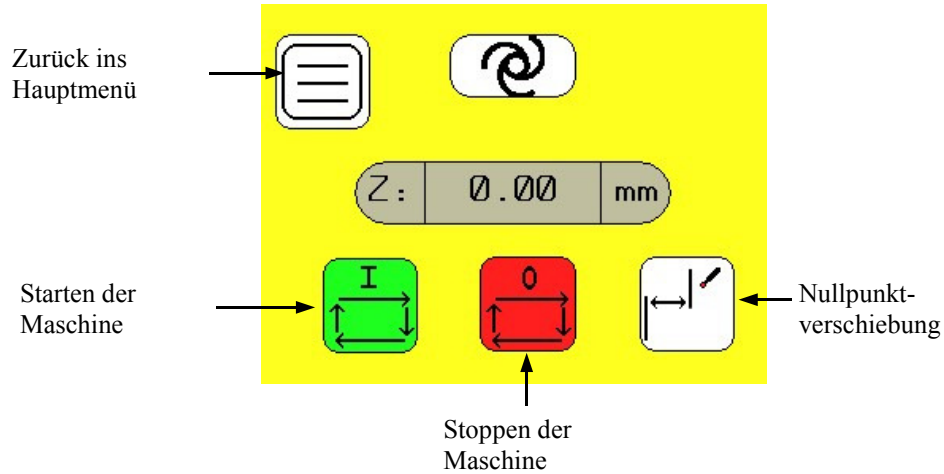 Zurück ins
Hauptmenü
Z: 0.00 mm
I
0
Starten der
Maschine
Nullpunkt-
verschiebung
Stoppen der
Maschine